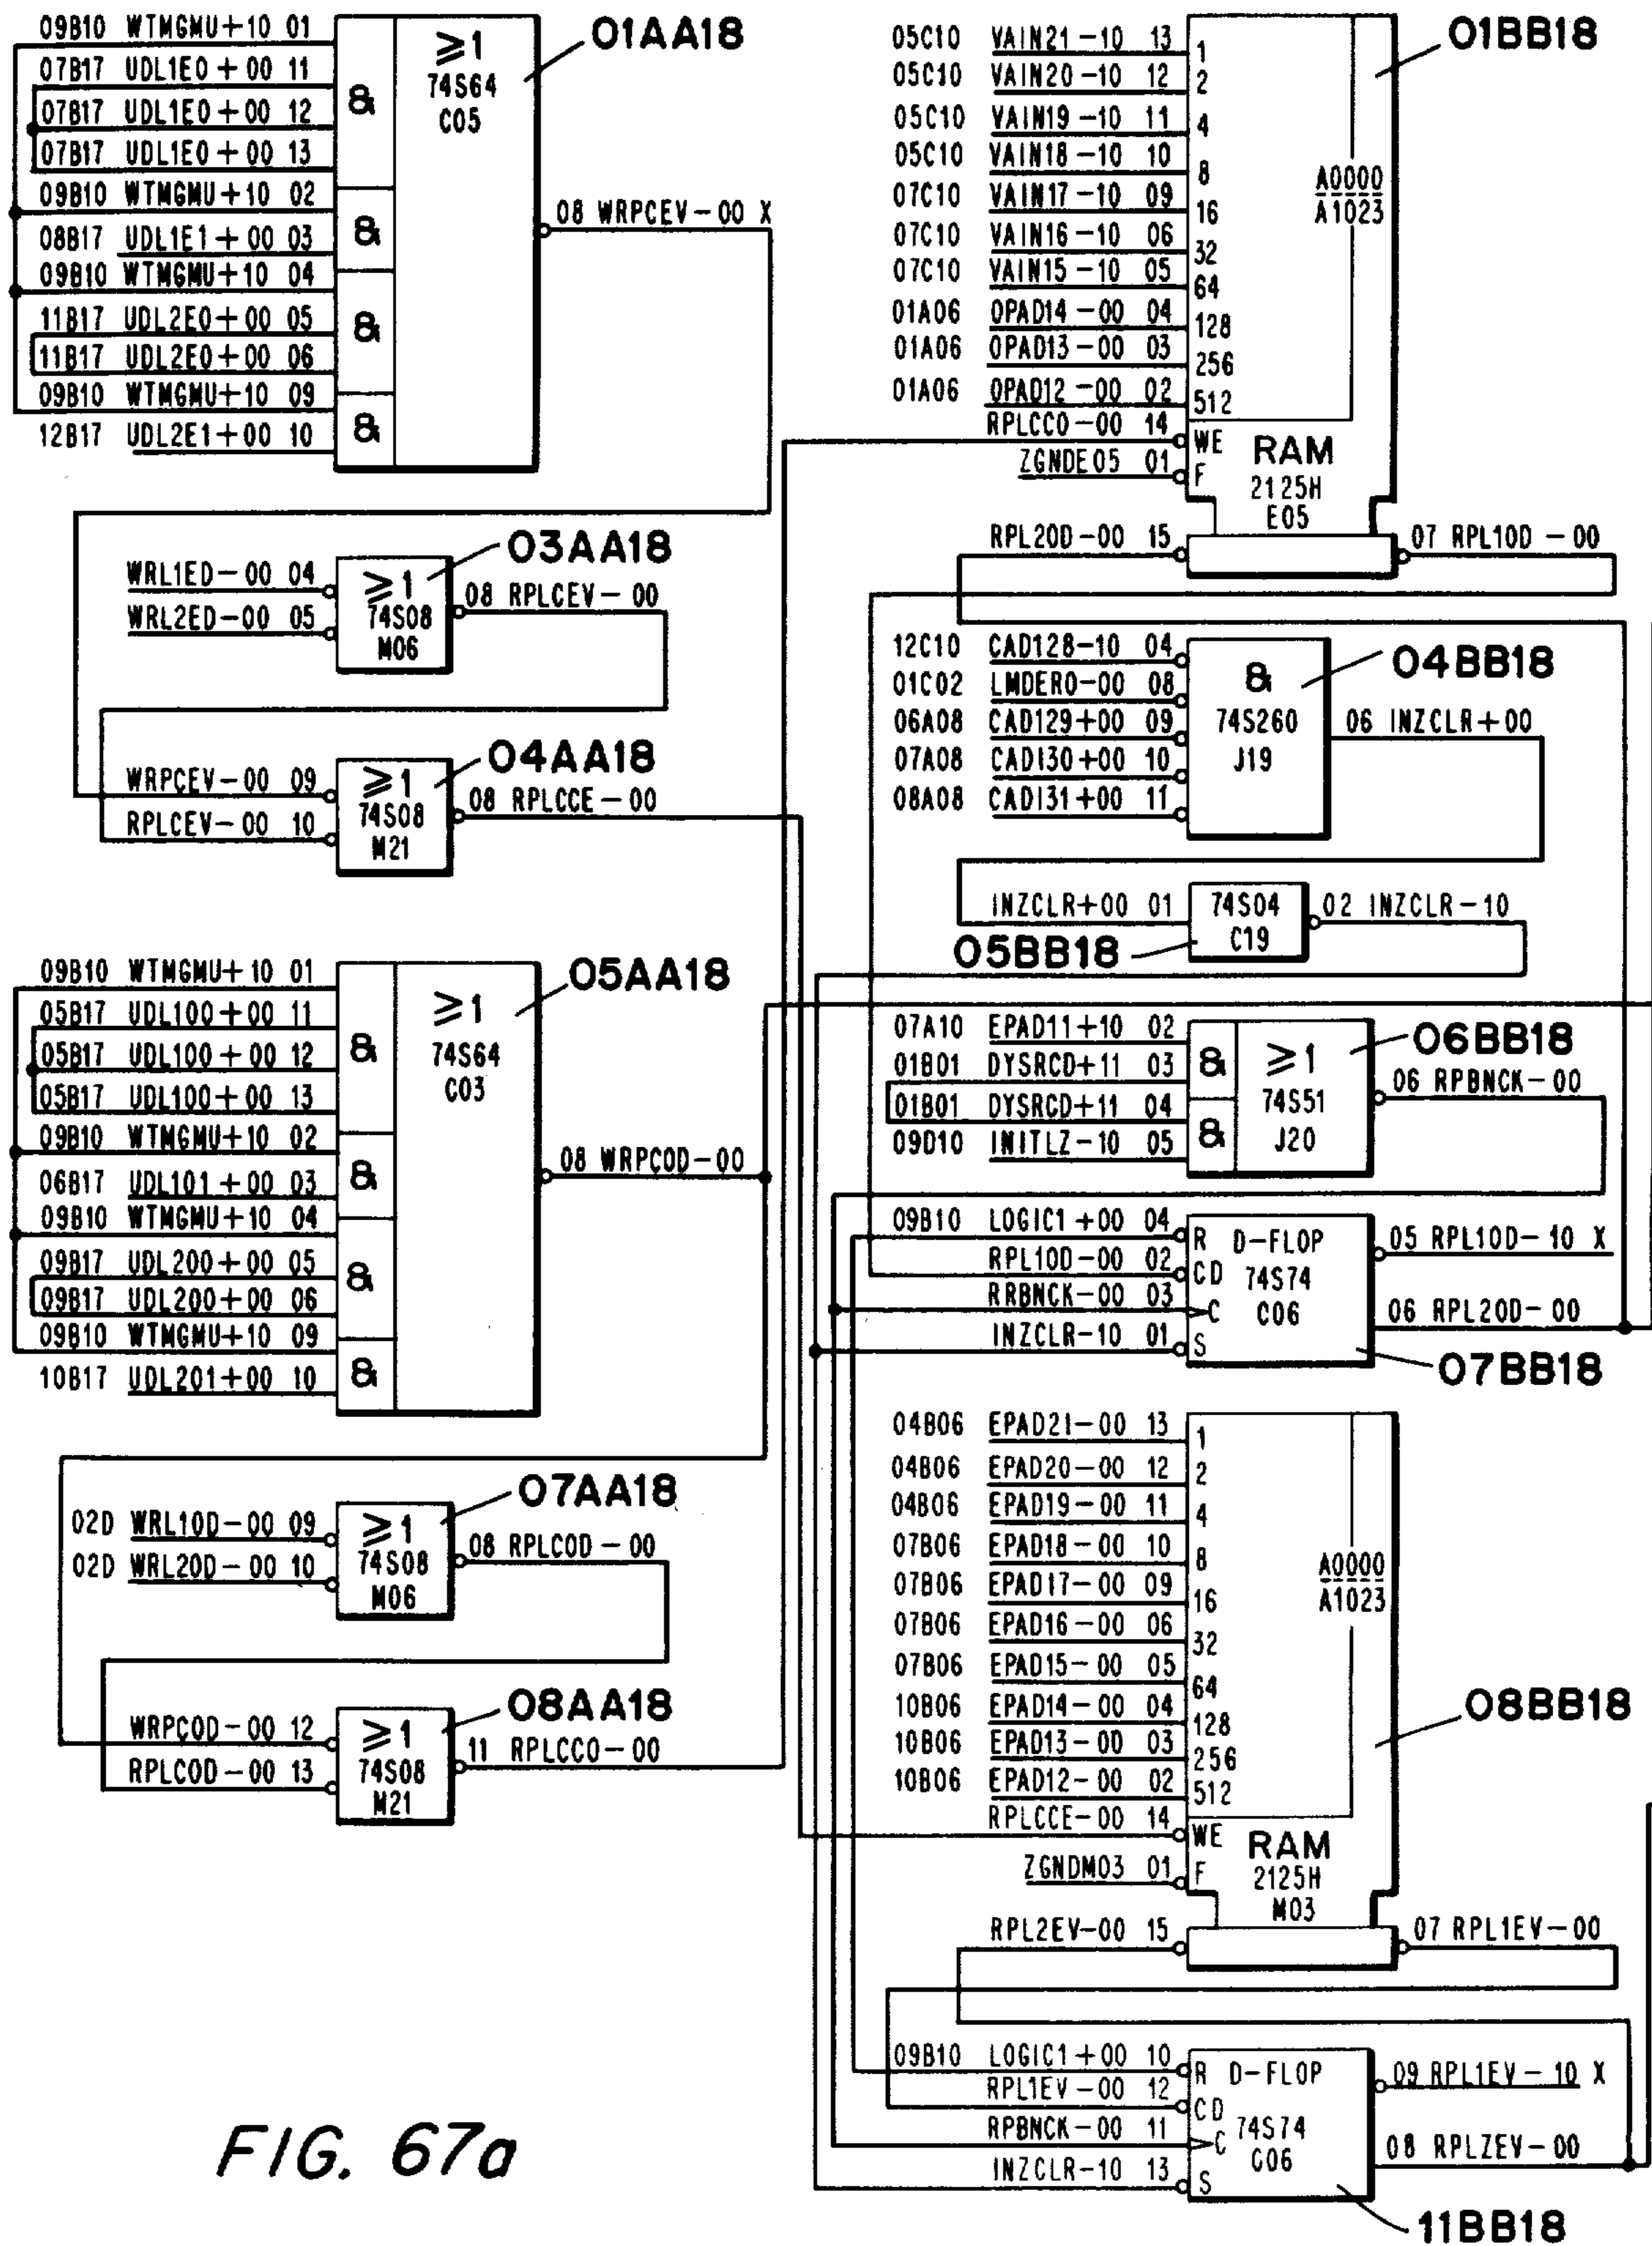 09B10 WTMGMU+10 01
07B17 UDL1E0+00 11
07B17 UDL1E0+00 12
07B17 UDL1E0+00 13
09B10 WTMGMU+10 02
08B17 UDL1E1+00 03
09B10 WTMGMU+10 04
11B17 UDL2E0+00 05
11B17 UDL2E0+00 06
09B10 WTMGMU+10 09
12B17 UDL2E1+00 10
&
&
&
&
≥1
74S64
C05
01AA18
08 WRPCEV-00 X
WRL1ED-00 04
WRL2ED-00 05
≥1
74S08
M06
03AA18
08 RPLCEV-00
WRPCEV-00 09
RPLCEV-00 10
≥1
74S08
M21
04AA18
08 RPLCCE-00
09B10 WTMGMU+10 01
05B17 UDL100+00 11
05B17 UDL100+00 12
05B17 UDL100+00 13
09B10 WTMGMU+10 02
06B17 UDL101+00 03
09B10 WTMGMU+10 04
09B17 UDL200+00 05
09B17 UDL200+00 06
09B10 WTMGMU+10 09
10B17 UDL201+00 10
&
&
&
&
≥1
74S64
C03
05AA18
08 WRPCOD-00
02D WRL10D-00 09
02D WRL20D-00 10
≥1
74S08
M06
07AA18
08 RPLCOD-00
WRPCOD-00 12
RPLCOD-00 13
≥1
74S08
M21
08AA18
11 RPLCCO-00
05C10 VAIN21-10 13 1
05C10 VAIN20-10 12 2
05C10 VAIN19-10 11 4
05C10 VAIN18-10 10 8
07C10 VAIN17-10 09 16
07C10 VAIN16-10 06 32
07C10 VAIN15-10 05 64
01A06 OPAD14-00 04 128
01A06 OPAD13-00 03 256
01A06 OPAD12-00 02 512
RPLCCO-00 14 WE
ZGNDE05 01 F
A0000
A1023
RAM
2125H
E05
01BB18
RPL20D-00 15
07 RPL10D-00
12C10 CAD128-10 04
01C02 LMDER0-00 08
06A08 CAD129+00 09
07A08 CADI30+00 10
08A08 CADI31+00 11
&
74S260
J19
04BB18
06 INZCLR+00
INZCLR+00 01
74S04
C19
05BB18
02 INZCLR-10
07A10 EPAD11+10 02
01B01 DYSRCD+11 03
01B01 DYSRCD+11 04
09D10 INITLZ-10 05
&
&
≥1
74S51
J20
06BB18
06 RPBNCK-00
09B10 LOGIC1+00 04 R
RPL10D-00 02 CD
RRBNCK-00 03 C
INZCLR-10 01 S
D-FLOP
74S74
C06
05 RPL10D-10 X
06 RPL20D-00
07BB18
04B06 EPAD21-00 13 1
04B06 EPAD20-00 12 2
04B06 EPAD19-00 11 4
07B06 EPAD18-00 10 8
07B06 EPAD17-00 09 16
07B06 EPAD16-00 06 32
07B06 EPAD15-00 05 64
10B06 EPAD14-00 04 128
10B06 EPAD13-00 03 256
10B06 EPAD12-00 02 512
RPLCCE-00 14 WE
ZGNDM03 01 F
A0000
A1023
RAM
2125H
M03
08BB18
RPL2EV-00 15
07 RPL1EV-00
09B10 LOGIC1+00 10 R
RPL1EV-00 12 CD
RPBNCK-00 11 C
INZCLR-10 13 S
D-FLOP
74S74
C06
09 RPL1EV-10 X
08 RPLZEV-00
11BB18
FIG. 67a